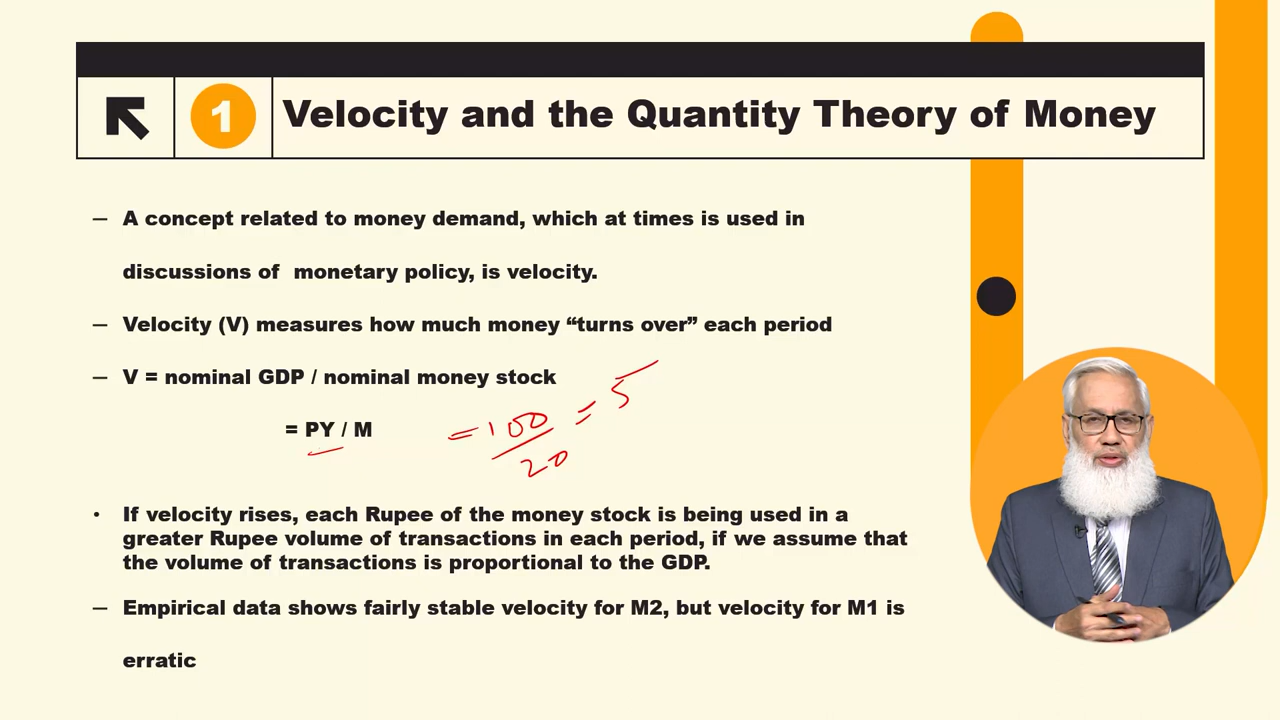 1
Velocity and the Quantity Theory of Money
— A concept related to money demand, which at times is used in
discussions of monetary policy, is velocity.
— Velocity (V) measures how much money “turns over” each period
— V = nominal GDP / nominal money stock
= PY / M = 100/20 = 5
• If velocity rises, each Rupee of the money stock is being used in a
greater Rupee volume of transactions in each period, if we assume that
the volume of transactions is proportional to the GDP.
— Empirical data shows fairly stable velocity for M2, but velocity for M1 is
erratic